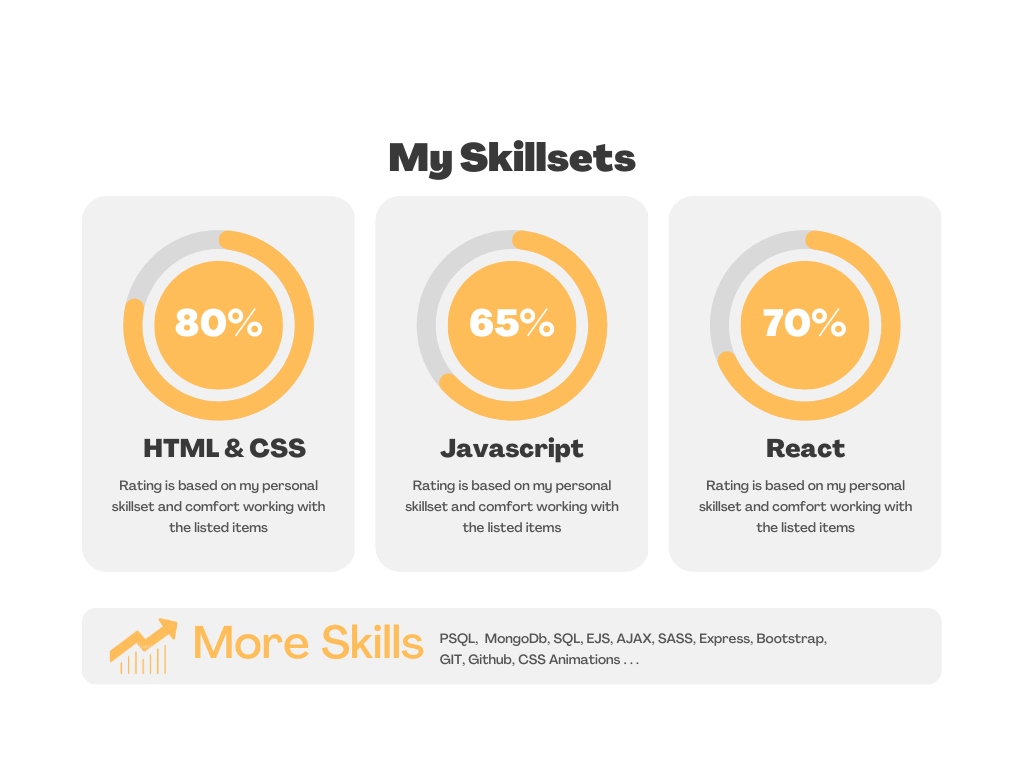 My Skillsets
80%
HTML & CSS
Rating is based on my personal
skillset and comfort working with
the listed items
65%
Javascript
Rating is based on my personal
skillset and comfort working with
the listed items
70%
React
Rating is based on my personal
skillset and comfort working with
the listed items
More Skills
PSQL,  MongoDb, SQL, EJS, AJAX, SASS, Express, Bootstrap,
GIT, Github, CSS Animations . . .